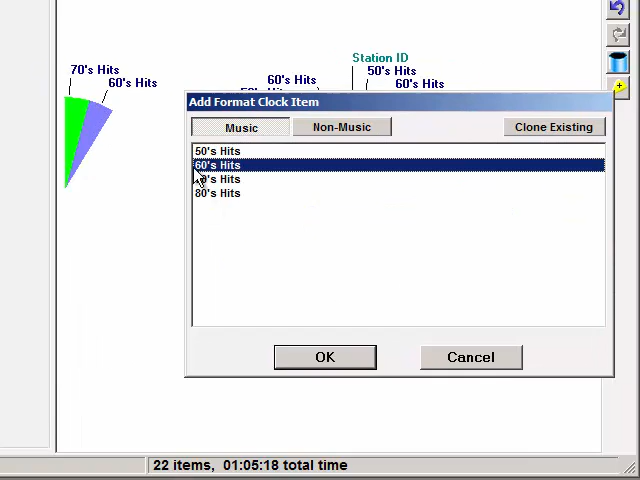 Station ID
70's Hits
60's Hits
60's Hits
50's Hits
60's Hits
Add Format Clock Item
Music
Non-Music
Clone Existing
50's Hits
60's Hits
Hits
80's Hits
OK
Cancel
22 items, 01:05:18 total time